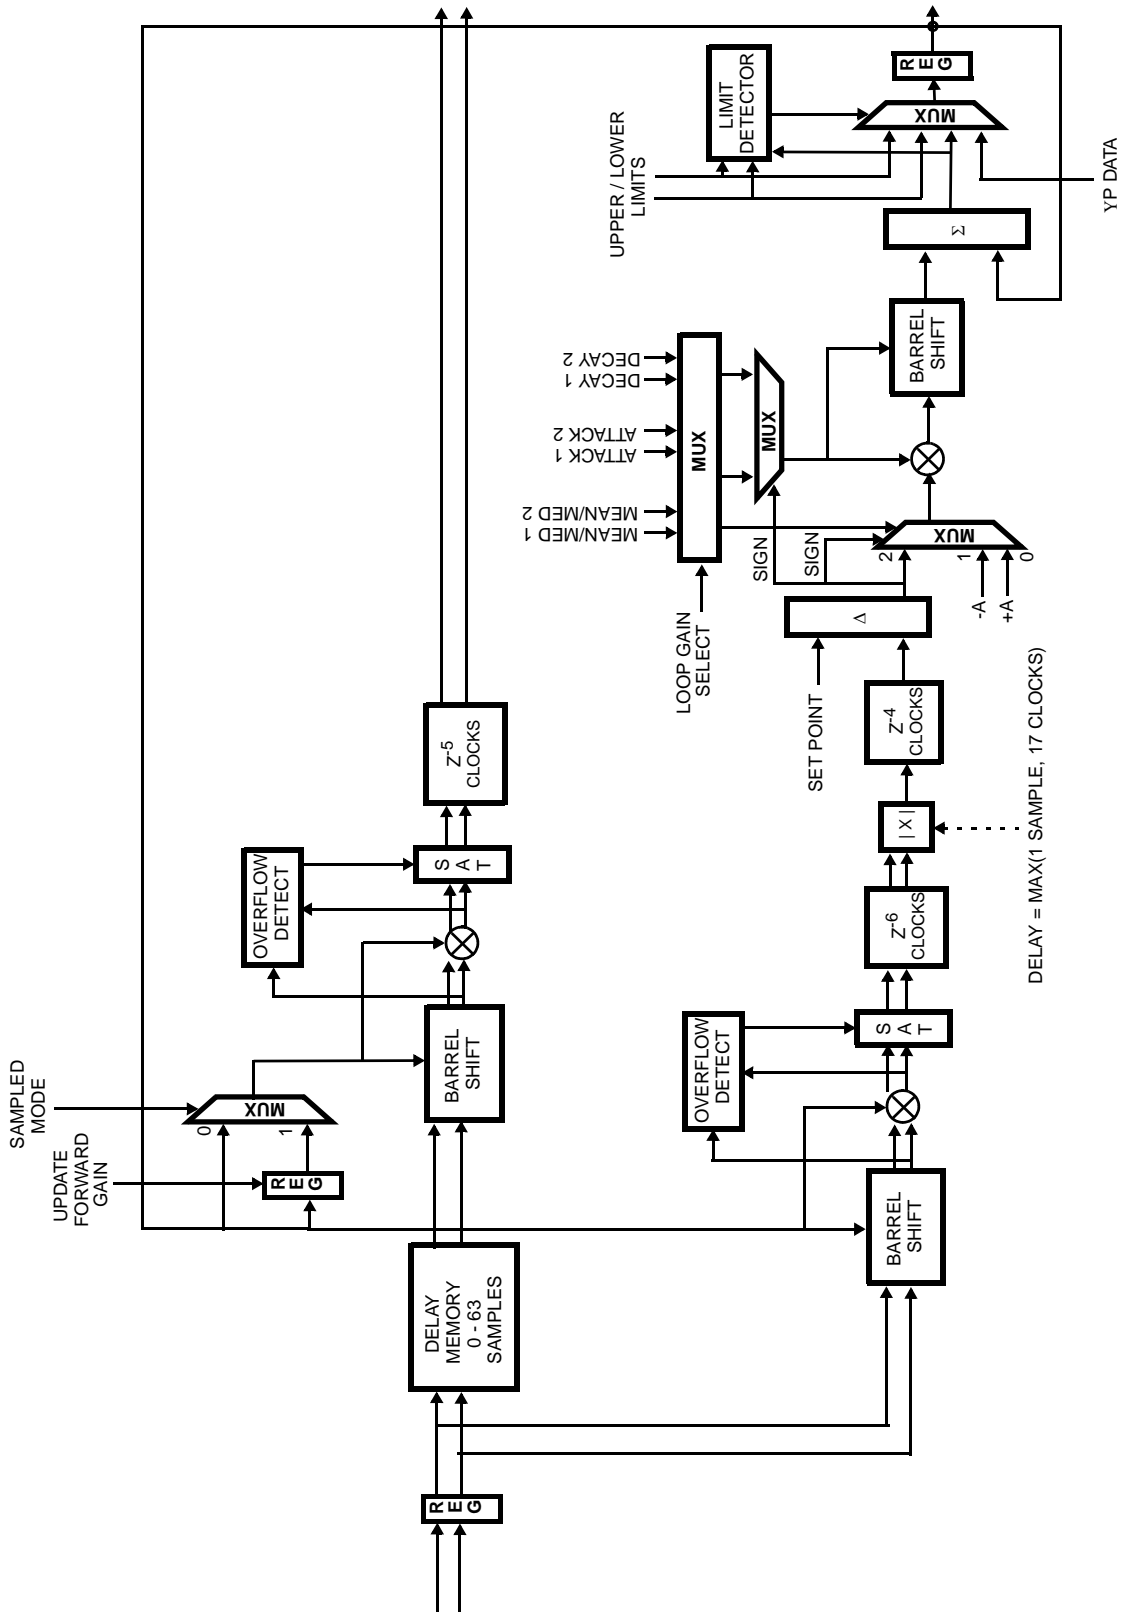 SAMPLED
MODE
UPDATE
FORWARD
GAIN
REG
0
1
MUX
REG
DELAY
MEMORY
0 - 63
SAMPLES
BARREL
SHIFT
OVERFLOW
DETECT
SAT
Z-5
CLOCKS
BARREL
SHIFT
OVERFLOW
DETECT
SAT
Z-6
CLOCKS
| X |
DELAY = MAX(1 SAMPLE, 17 CLOCKS)
Z-4
CLOCKS
SET POINT
Δ
LOOP GAIN
SELECT
MEAN/MED 1
MEAN/MED 2
ATTACK 1
ATTACK 2
DECAY 1
DECAY 2
MUX
MUX
SIGN
SIGN
2
1
0
-A
+A
MUX
BARREL
SHIFT
Σ
UPPER / LOWER
LIMITS
LIMIT
DETECTOR
MUX
YP DATA
REG